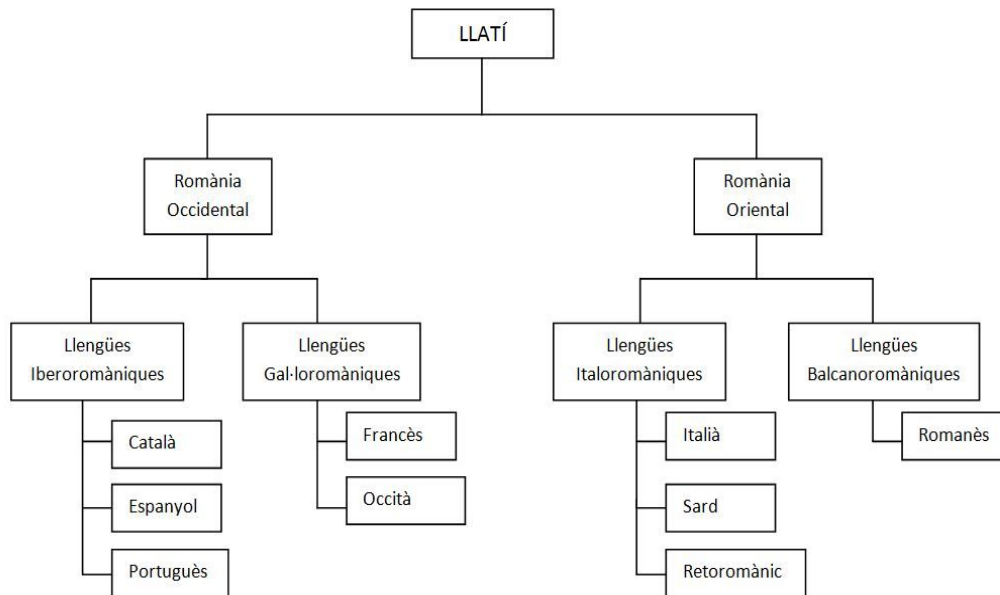 LLATÍ
Romània
Occidental
Romània
Oriental
Llengües
Iberoromàniques
Llengües
Gal·loromàniques
Llengües
Italoromàniques
Llengües
Balcanoromàniques
Català
Espanyol
Portuguès
Francès
Occità
Italià
Sard
Retoromànic
Romanès